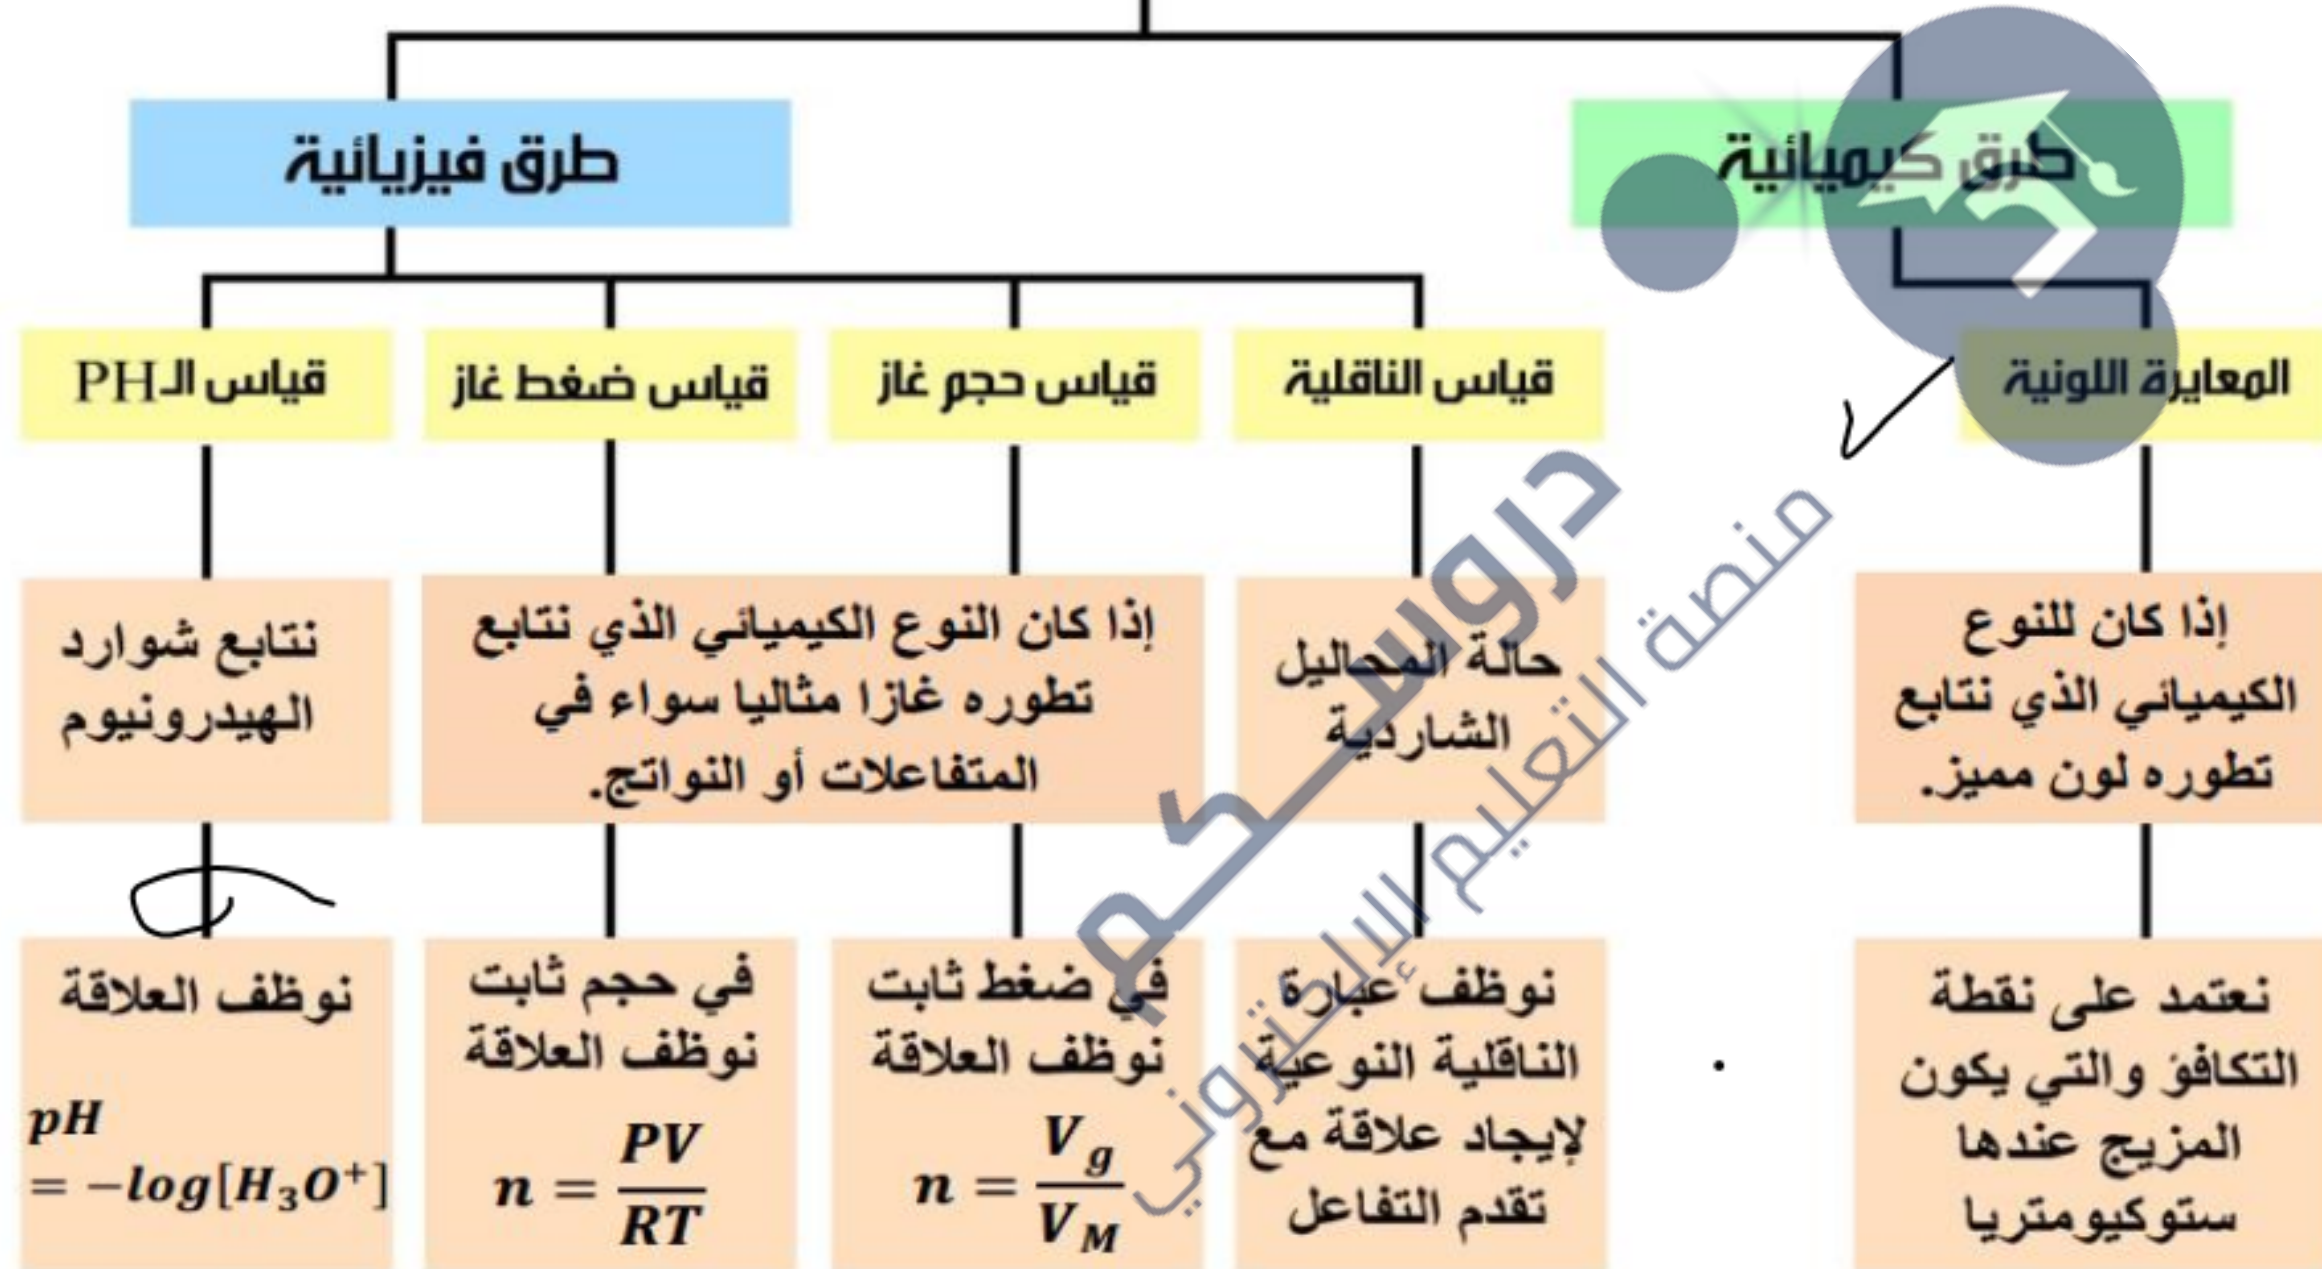 طرق كيميائية
طرق فيزيائية
المعايرة اللونية
قياس الناقلية
قياس حجم غاز
قياس ضغط غاز
قياس الـPH
إذا كان للنوع
الكيميائي الذي نتابع
تطوره لون مميز.
حالة المحاليل
الشاردية
إذا كان النوع الكيميائي الذي نتابع
تطوره غازا مثاليا سواء في
المتفاعلات أو النواتج.
نتابع شوارد
الهيدرونيوم
نعتمد على نقطة
التكافؤ والتي يكون
المزيج عندها
ستوكيومتريا
نوظف عبارة
الناقلية النوعية
لإيجاد علاقة مع
تقدم التفاعل
في ضغط ثابت
نوظف العلاقة
n = V_g / V_M
في حجم ثابت
نوظف العلاقة
n = PV / RT
نوظف العلاقة
pH
= −log[H₃O⁺]
دروسكم
منصة التعليم الإلكتروني